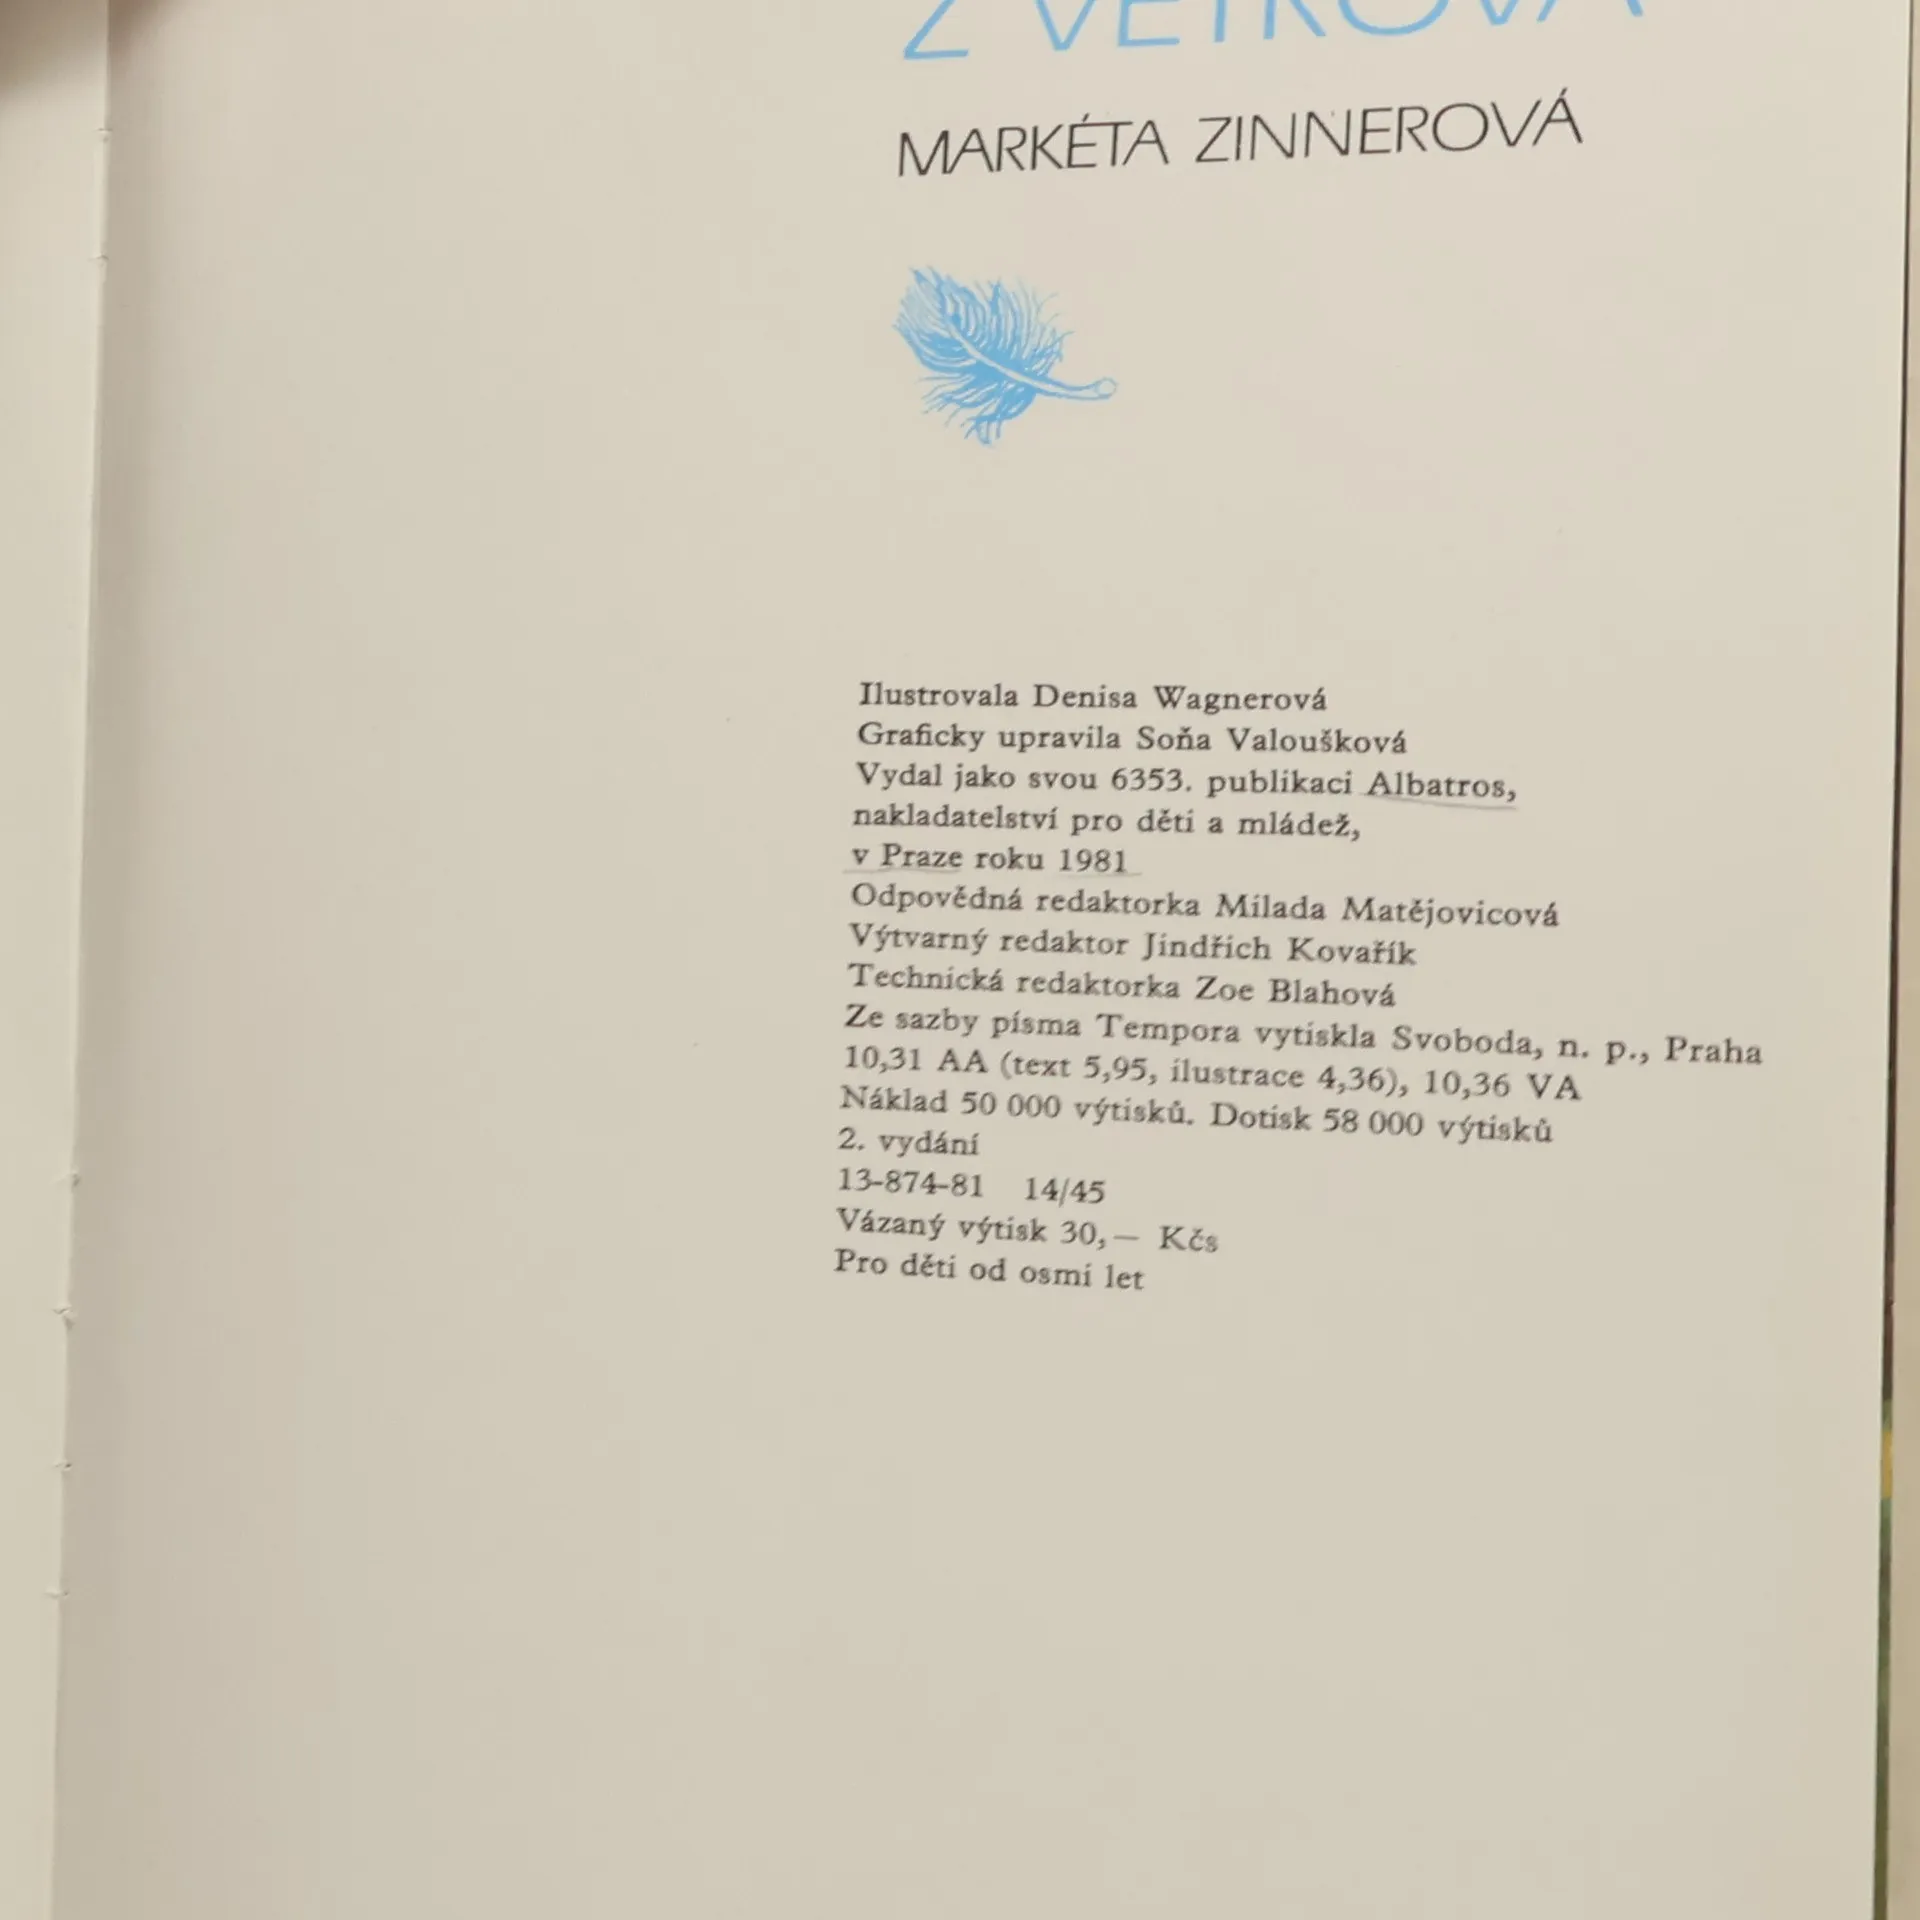 Z VĚTROVA
MARKÉTA ZINNEROVÁ
Ilustrovala Denisa Wagnerová
Graficky upravila Soňa Valoušková
Vydal jako svou 6353. publikaci Albatros,
nakladatelství pro děti a mládež,
v Praze roku 1981
Odpovědná redaktorka Milada Matějovicová
Výtvarný redaktor Jindřich Kovařík
Technická redaktorka Zoe Blahová
Ze sazby písma Tempora vytiskla Svoboda, n. p., Praha
10,31 AA (text 5,95, ilustrace 4,36), 10,36 VA
Náklad 50 000 výtisků. Dotisk 58 000 výtisků
2. vydání
13-874-81 14/45
Vázaný výtisk 30,— Kčs
Pro děti od osmi let